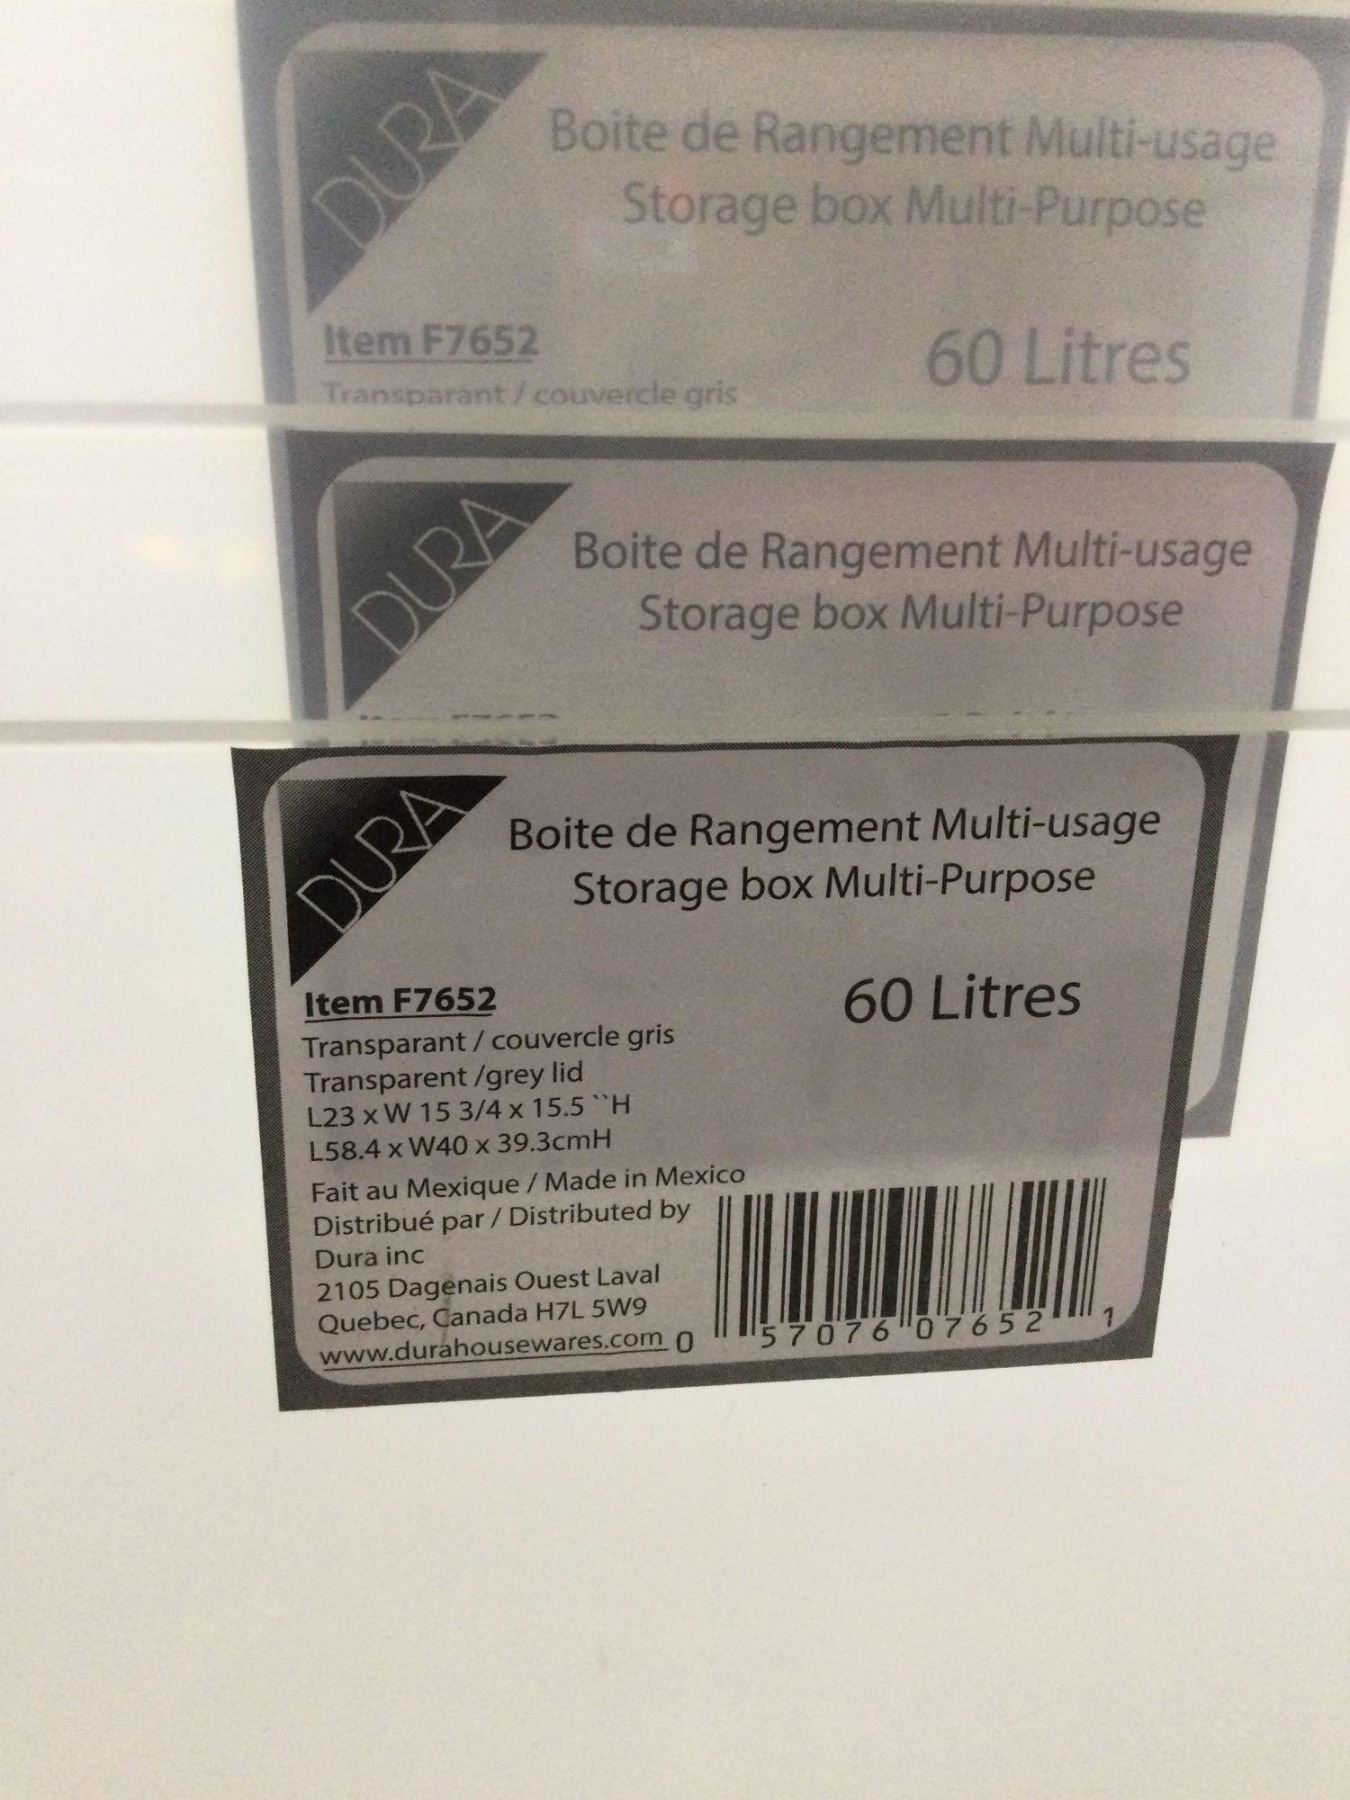 DURA
Boite de Rangement Multi-usage
Storage box Multi-Purpose
Item F7652
60 Litres
Transparant / couvercle gris
DURA
Boite de Rangement Multi-usage
Storage box Multi-Purpose
DURA
Boite de Rangement Multi-usage
Storage box Multi-Purpose
Item F7652
60 Litres
Transparant / couvercle gris
Transparent /grey lid
L23 x W 15 3/4 x 15.5 ``H
L58.4 x W40 x 39.3cmH
Fait au Mexique / Made in Mexico
Distribué par / Distributed by
Dura inc
2105 Dagenais Ouest Laval
Quebec, Canada H7L 5W9
www.durahousewares.com
0 57076 07652 1